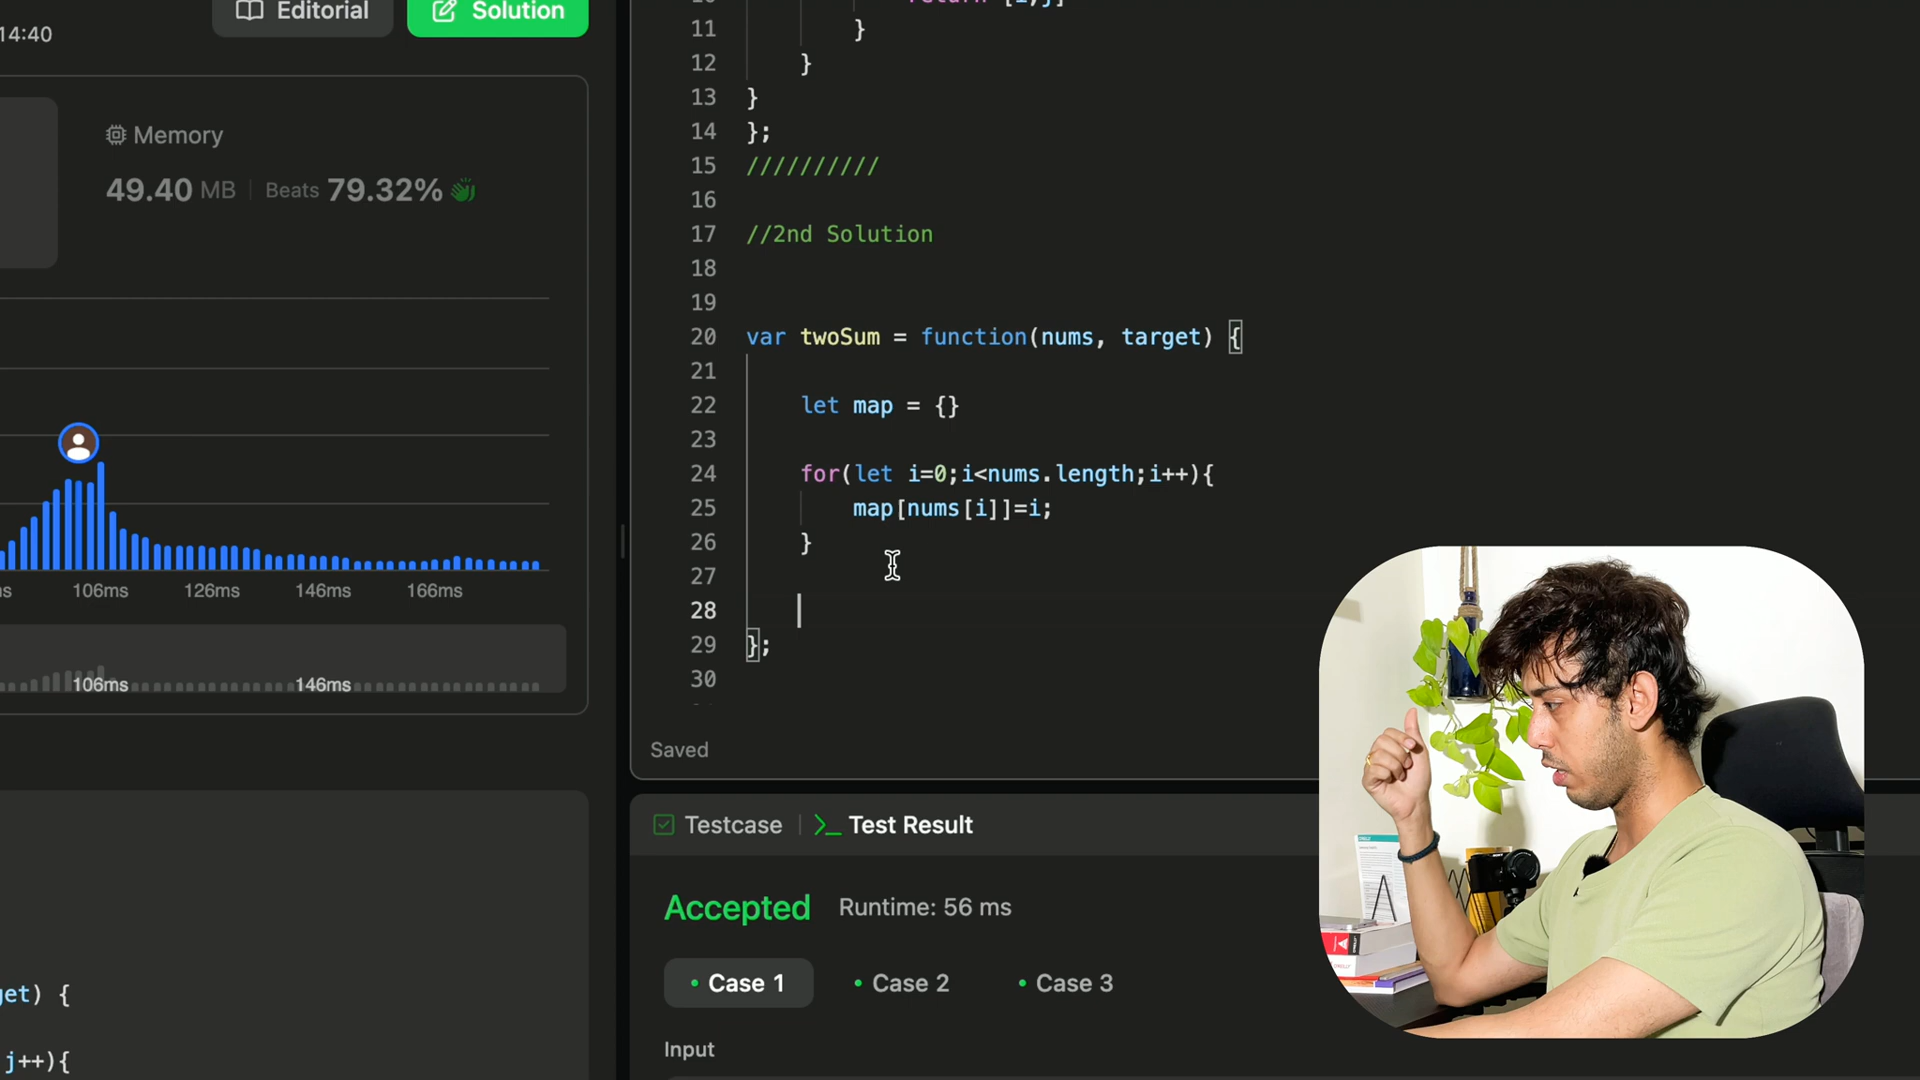 Editorial
Solution
14:40
Memory
49.40 MB | Beats 79.32%
106ms 126ms 146ms 166ms
106ms 146ms
get) {
j++){
11 }
12 }
13 }
14 };
15 //////////
16
17 //2nd Solution
18
19
20 var twoSum = function(nums, target) {
21
22 let map = {}
23
24 for(let i=0;i<nums.length;i++){
25 map[nums[i]]=i;
26 }
27
28
29 };
30
Saved
Testcase | >_ Test Result
Accepted Runtime: 56 ms
• Case 1 • Case 2 • Case 3
Input